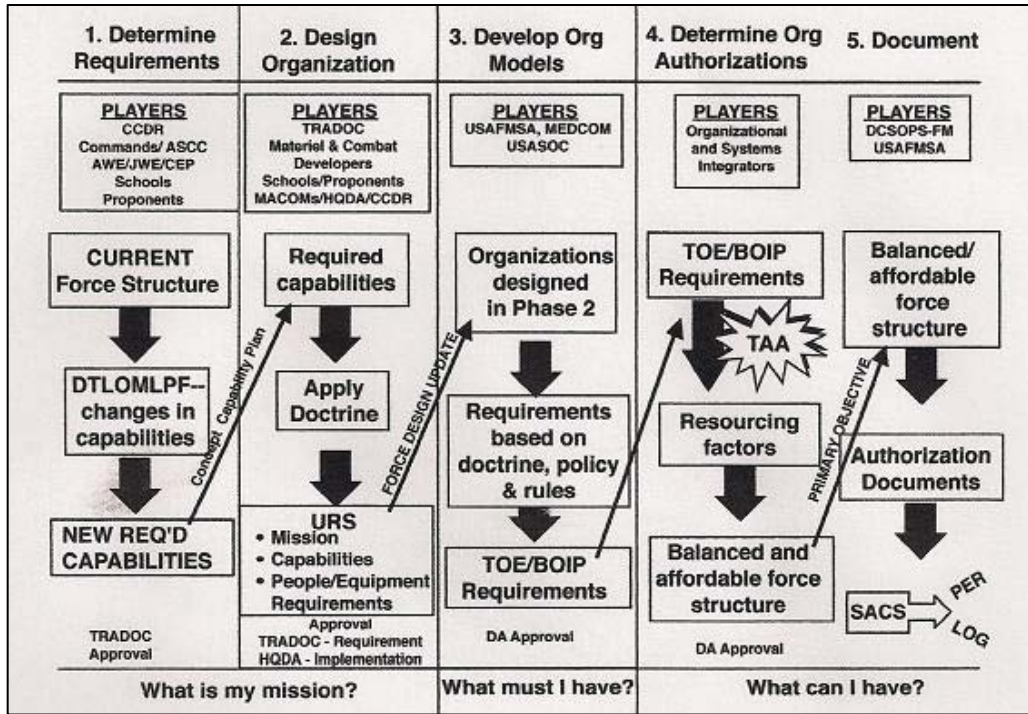 1. Determine
Requirements
PLAYERS
CCDR
Commands/ ASCC
AWE/JWE/CEP
Schools
Proponents
CURRENT
Force Structure
DTLOMLPF--
changes in
capabilities
NEW REQ'D
CAPABILITIES
TRADOC
Approval
Concept Capability Plan
2. Design
Organization
PLAYERS
TRADOC
Materiel & Combat
Developers
Schools/Proponents
MACOMs/HQDA/CCDR
Required
capabilities
Apply
Doctrine
URS
• Mission
• Capabilities
• People/Equipment
Requirements
Approval
TRADOC - Requirement
HQDA - Implementation
What is my mission?
FORCE DESIGN UPDATE
3. Develop Org
Models
PLAYERS
USAFMSA, MEDCOM
USASOC
Organizations
designed
in Phase 2
Requirements
based on
doctrine, policy
& rules
TOE/BOIP
Requirements
DA Approval
What must I have?
4. Determine Org
Authorizations
PLAYERS
Organizational
and Systems
Integrators
TOE/BOIP
Requirements
TAA
Resourcing
factors
Balanced and
affordable force
structure
DA Approval
PRIMARY OBJECTIVE
5. Document
PLAYERS
DCSOPS-FM
USAFMSA
Balanced/
affordable
force
structure
Authorization
Documents
SACS
PER
LOG
What can I have?